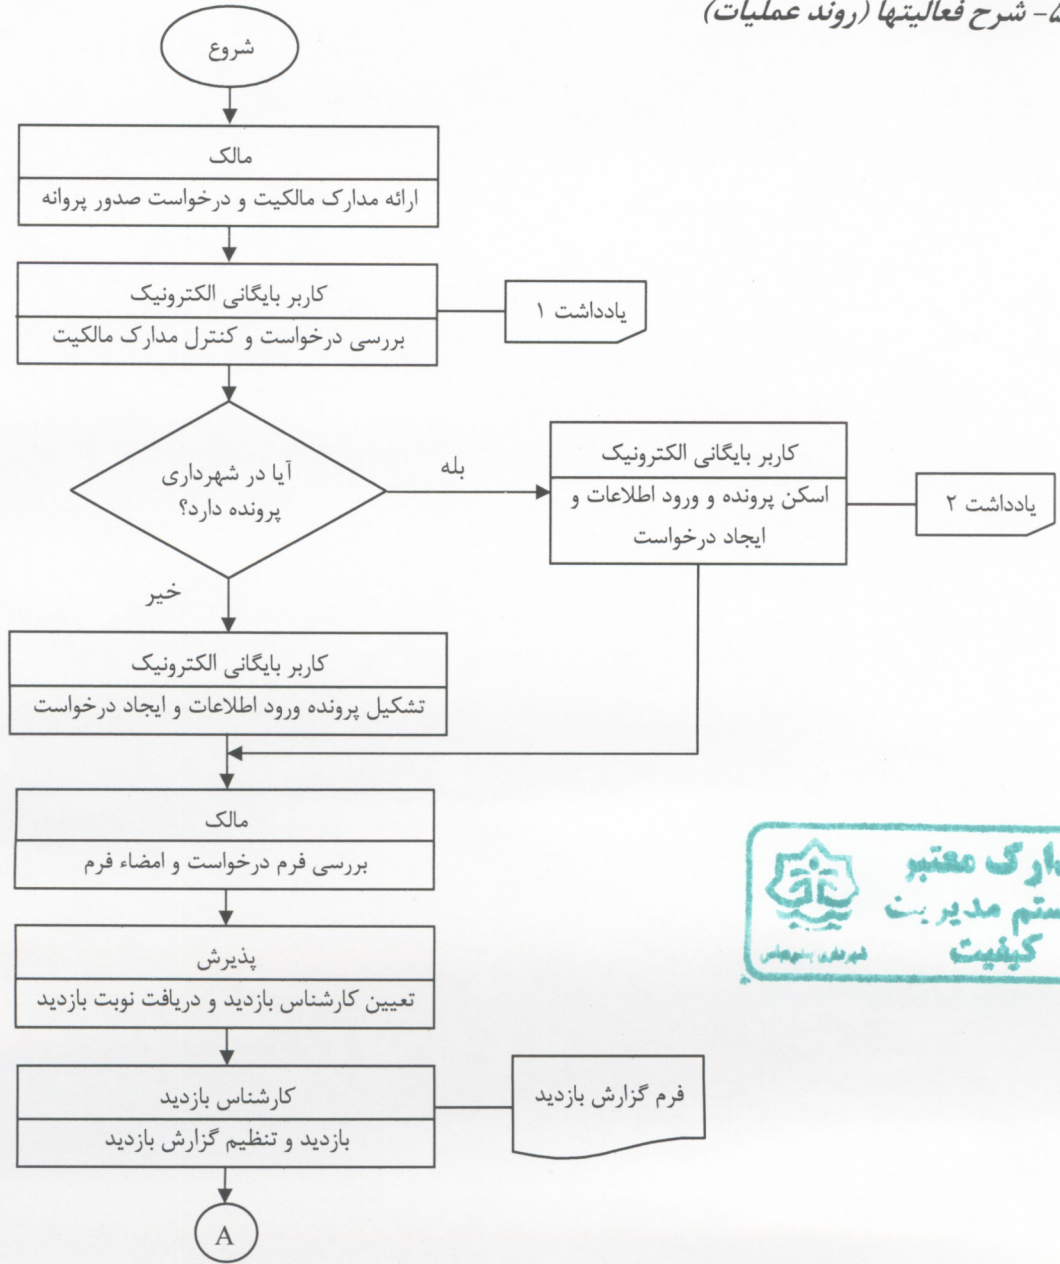 ۵- شرح فعالیتها (روند عملیات)
شروع
مالک
ارائه مدارک مالکیت و درخواست صدور پروانه
کاربر بایگانی الکترونیک
بررسی درخواست و کنترل مدارک مالکیت
یادداشت ۱
آیا در شهرداری
پرونده دارد؟
بله
کاربر بایگانی الکترونیک
اسکن پرونده و ورود اطلاعات و
ایجاد درخواست
یادداشت ۲
خیر
کاربر بایگانی الکترونیک
تشکیل پرونده ورود اطلاعات و ایجاد درخواست
مالک
بررسی فرم درخواست و امضاء فرم
پذیرش
تعیین کارشناس بازدید و دریافت نوبت بازدید
کارشناس بازدید
بازدید و تنظیم گزارش بازدید
فرم گزارش بازدید
A
معتبر
مدیریت
کیفیت